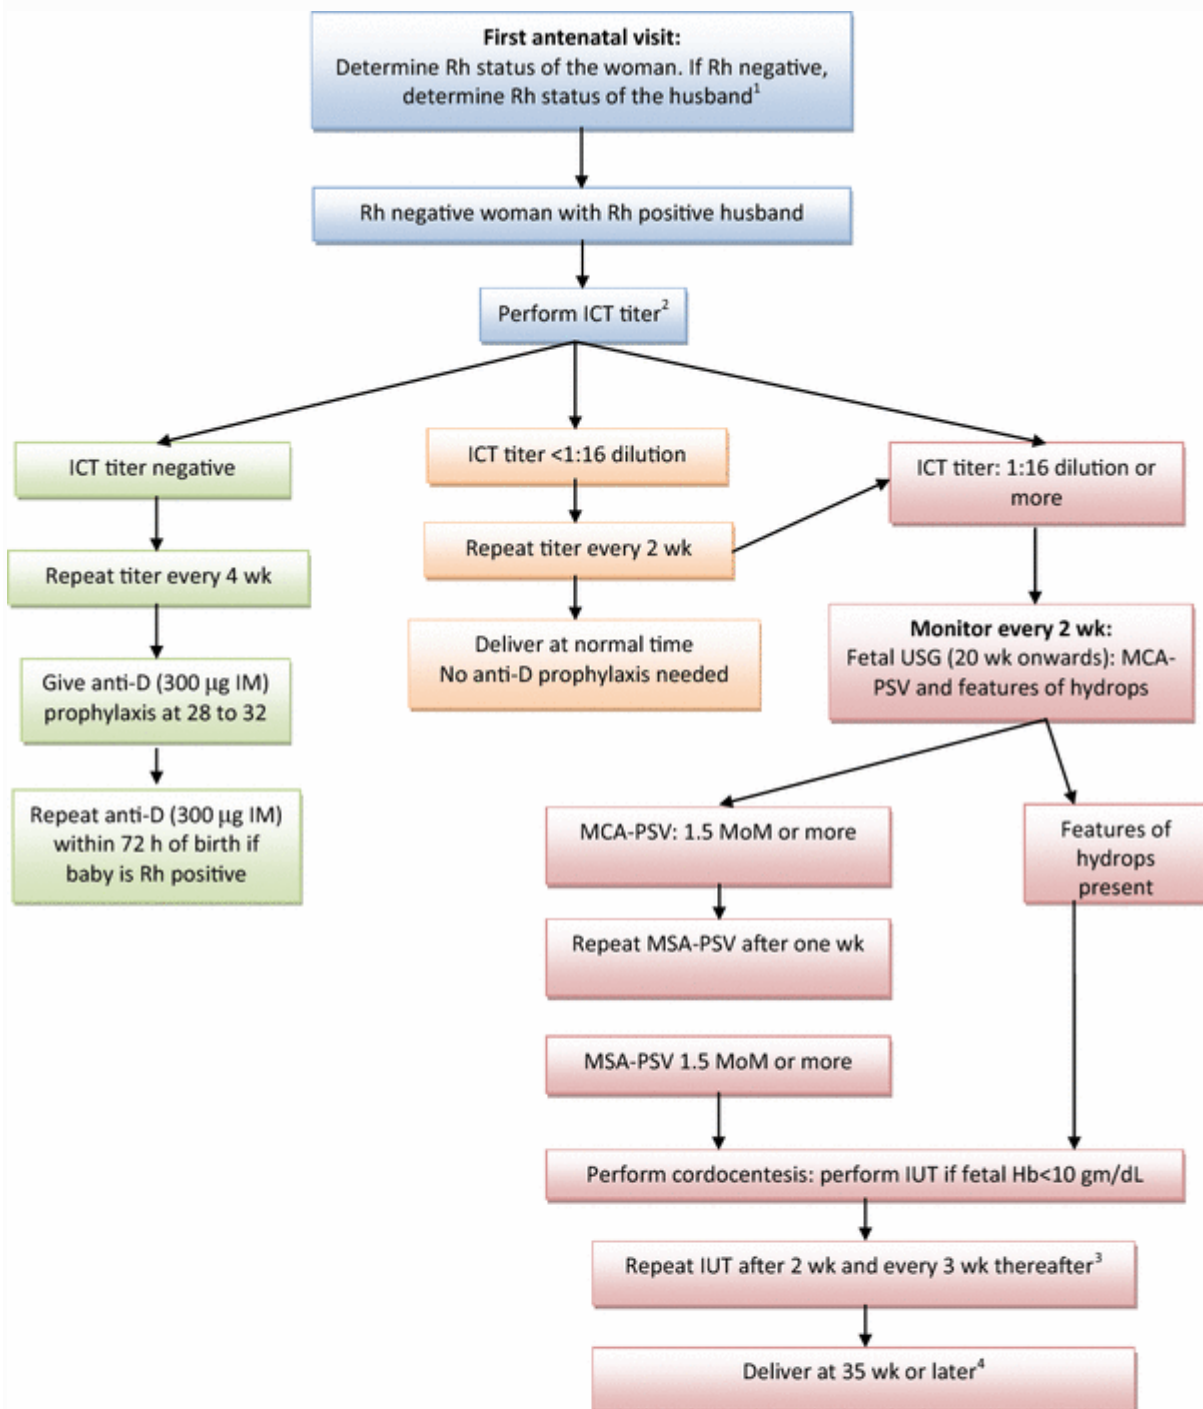 First antenatal visit:
Determine Rh status of the woman. If Rh negative,
determine Rh status of the husband¹
Rh negative woman with Rh positive husband
Perform ICT titer²
ICT titer negative
Repeat titer every 4 wk
Give anti-D (300 µg IM)
prophylaxis at 28 to 32
Repeat anti-D (300 µg IM)
within 72 h of birth if
baby is Rh positive
ICT titer <1:16 dilution
Repeat titer every 2 wk
Deliver at normal time
No anti-D prophylaxis needed
ICT titer: 1:16 dilution or
more
Monitor every 2 wk:
Fetal USG (20 wk onwards): MCA-
PSV and features of hydrops
MCA-PSV: 1.5 MoM or more
Repeat MSA-PSV after one wk
MSA-PSV 1.5 MoM or more
Features of
hydrops
present
Perform cordocentesis: perform IUT if fetal Hb<10 gm/dL
Repeat IUT after 2 wk and every 3 wk thereafter³
Deliver at 35 wk or later⁴